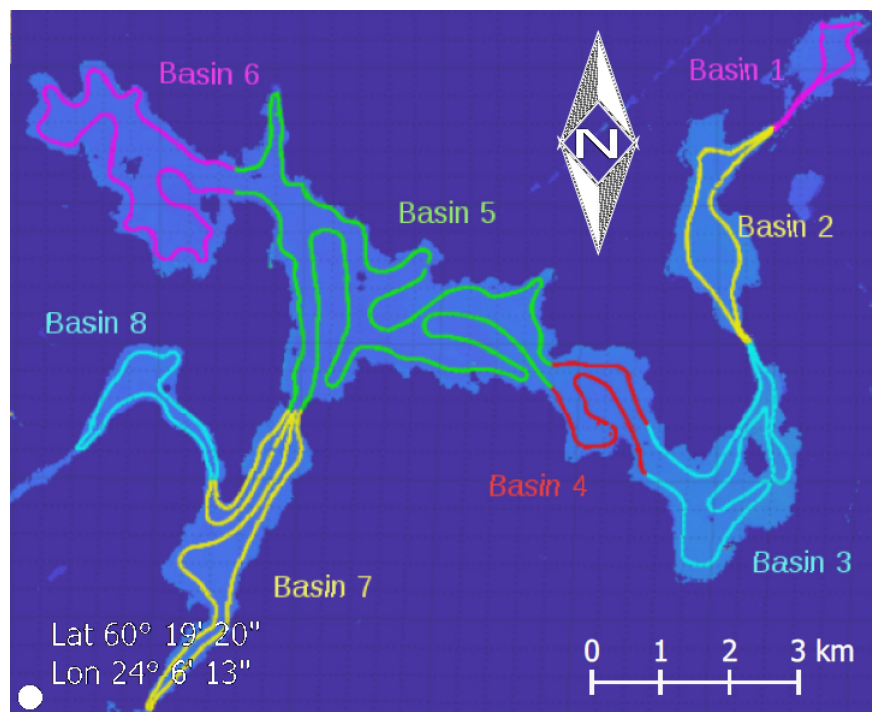 Basin 6
Basin 1
N
Basin 5
Basin 2
Basin 8
Basin 4
Basin 3
Basin 7
Lat 60° 19' 20"
Lon 24° 6' 13"
0 1 2 3 km